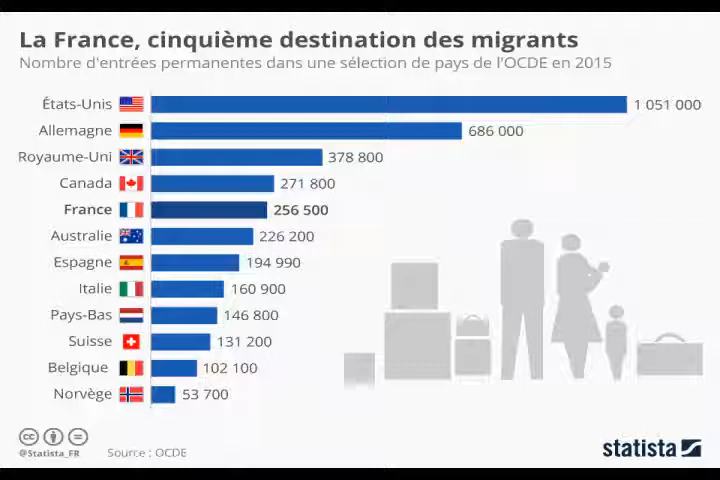 La France, cinquième destination des migrants
Nombre d'entrées permanentes dans une sélection de pays de l'OCDE en 2015
États-Unis 1 051 000
Allemagne 686 000
Royaume-Uni 378 800
Canada 271 800
France 256 500
Australie 226 200
Espagne 194 990
Italie 160 900
Pays-Bas 146 800
Suisse 131 200
Belgique 102 100
Norvège 53 700
cc
@Statista_FR Source : OCDE
statista